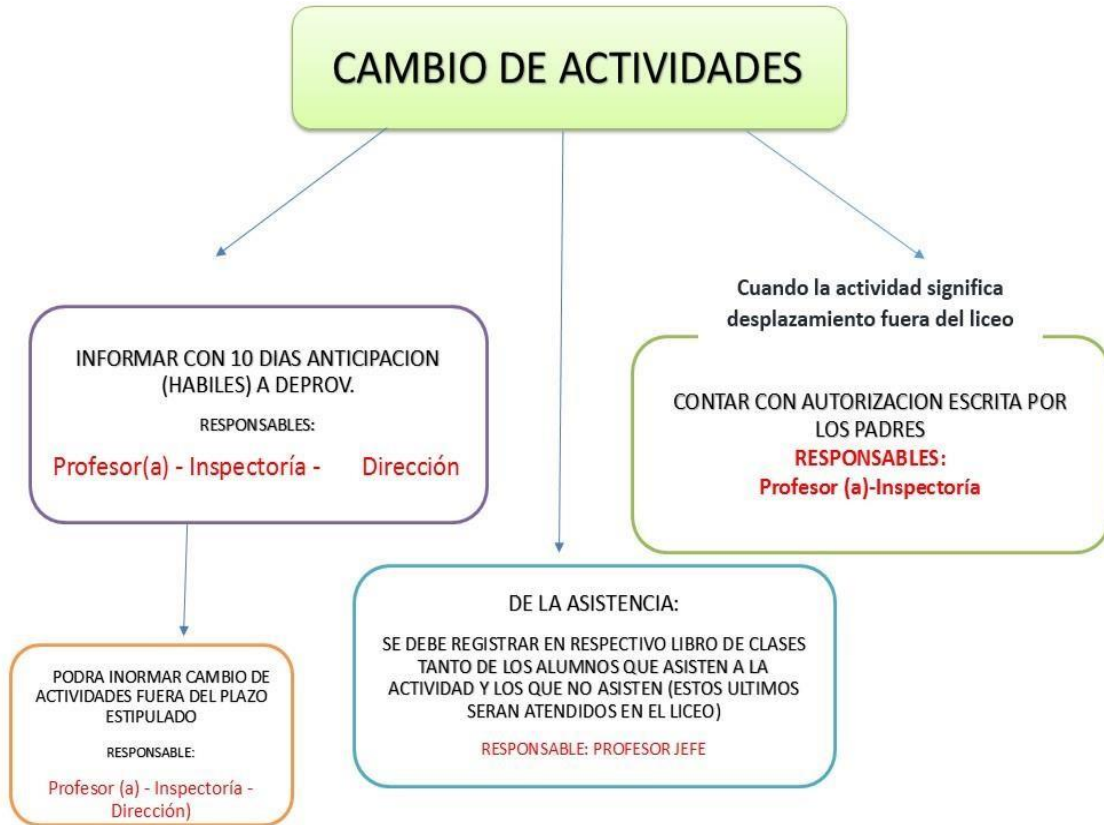 CAMBIO DE ACTIVIDADES
INFORMAR CON 10 DIAS ANTICIPACION
(HABILES) A DEPROV.
RESPONSABLES:
Profesor(a) - Inspectoría - Dirección
Cuando la actividad significa
desplazamiento fuera del liceo
CONTAR CON AUTORIZACION ESCRITA POR
LOS PADRES
RESPONSABLES:
Profesor (a)-Inspectoría
PODRA INORMAR CAMBIO DE
ACTIVIDADES FUERA DEL PLAZO
ESTIPULADO
RESPONSABLE:
Profesor (a) - Inspectoría -
Dirección)
DE LA ASISTENCIA:
SE DEBE REGISTRAR EN RESPECTIVO LIBRO DE CLASES
TANTO DE LOS ALUMNOS QUE ASISTEN A LA
ACTIVIDAD Y LOS QUE NO ASISTEN (ESTOS ULTIMOS
SERAN ATENDIDOS EN EL LICEO)
RESPONSABLE: PROFESOR JEFE